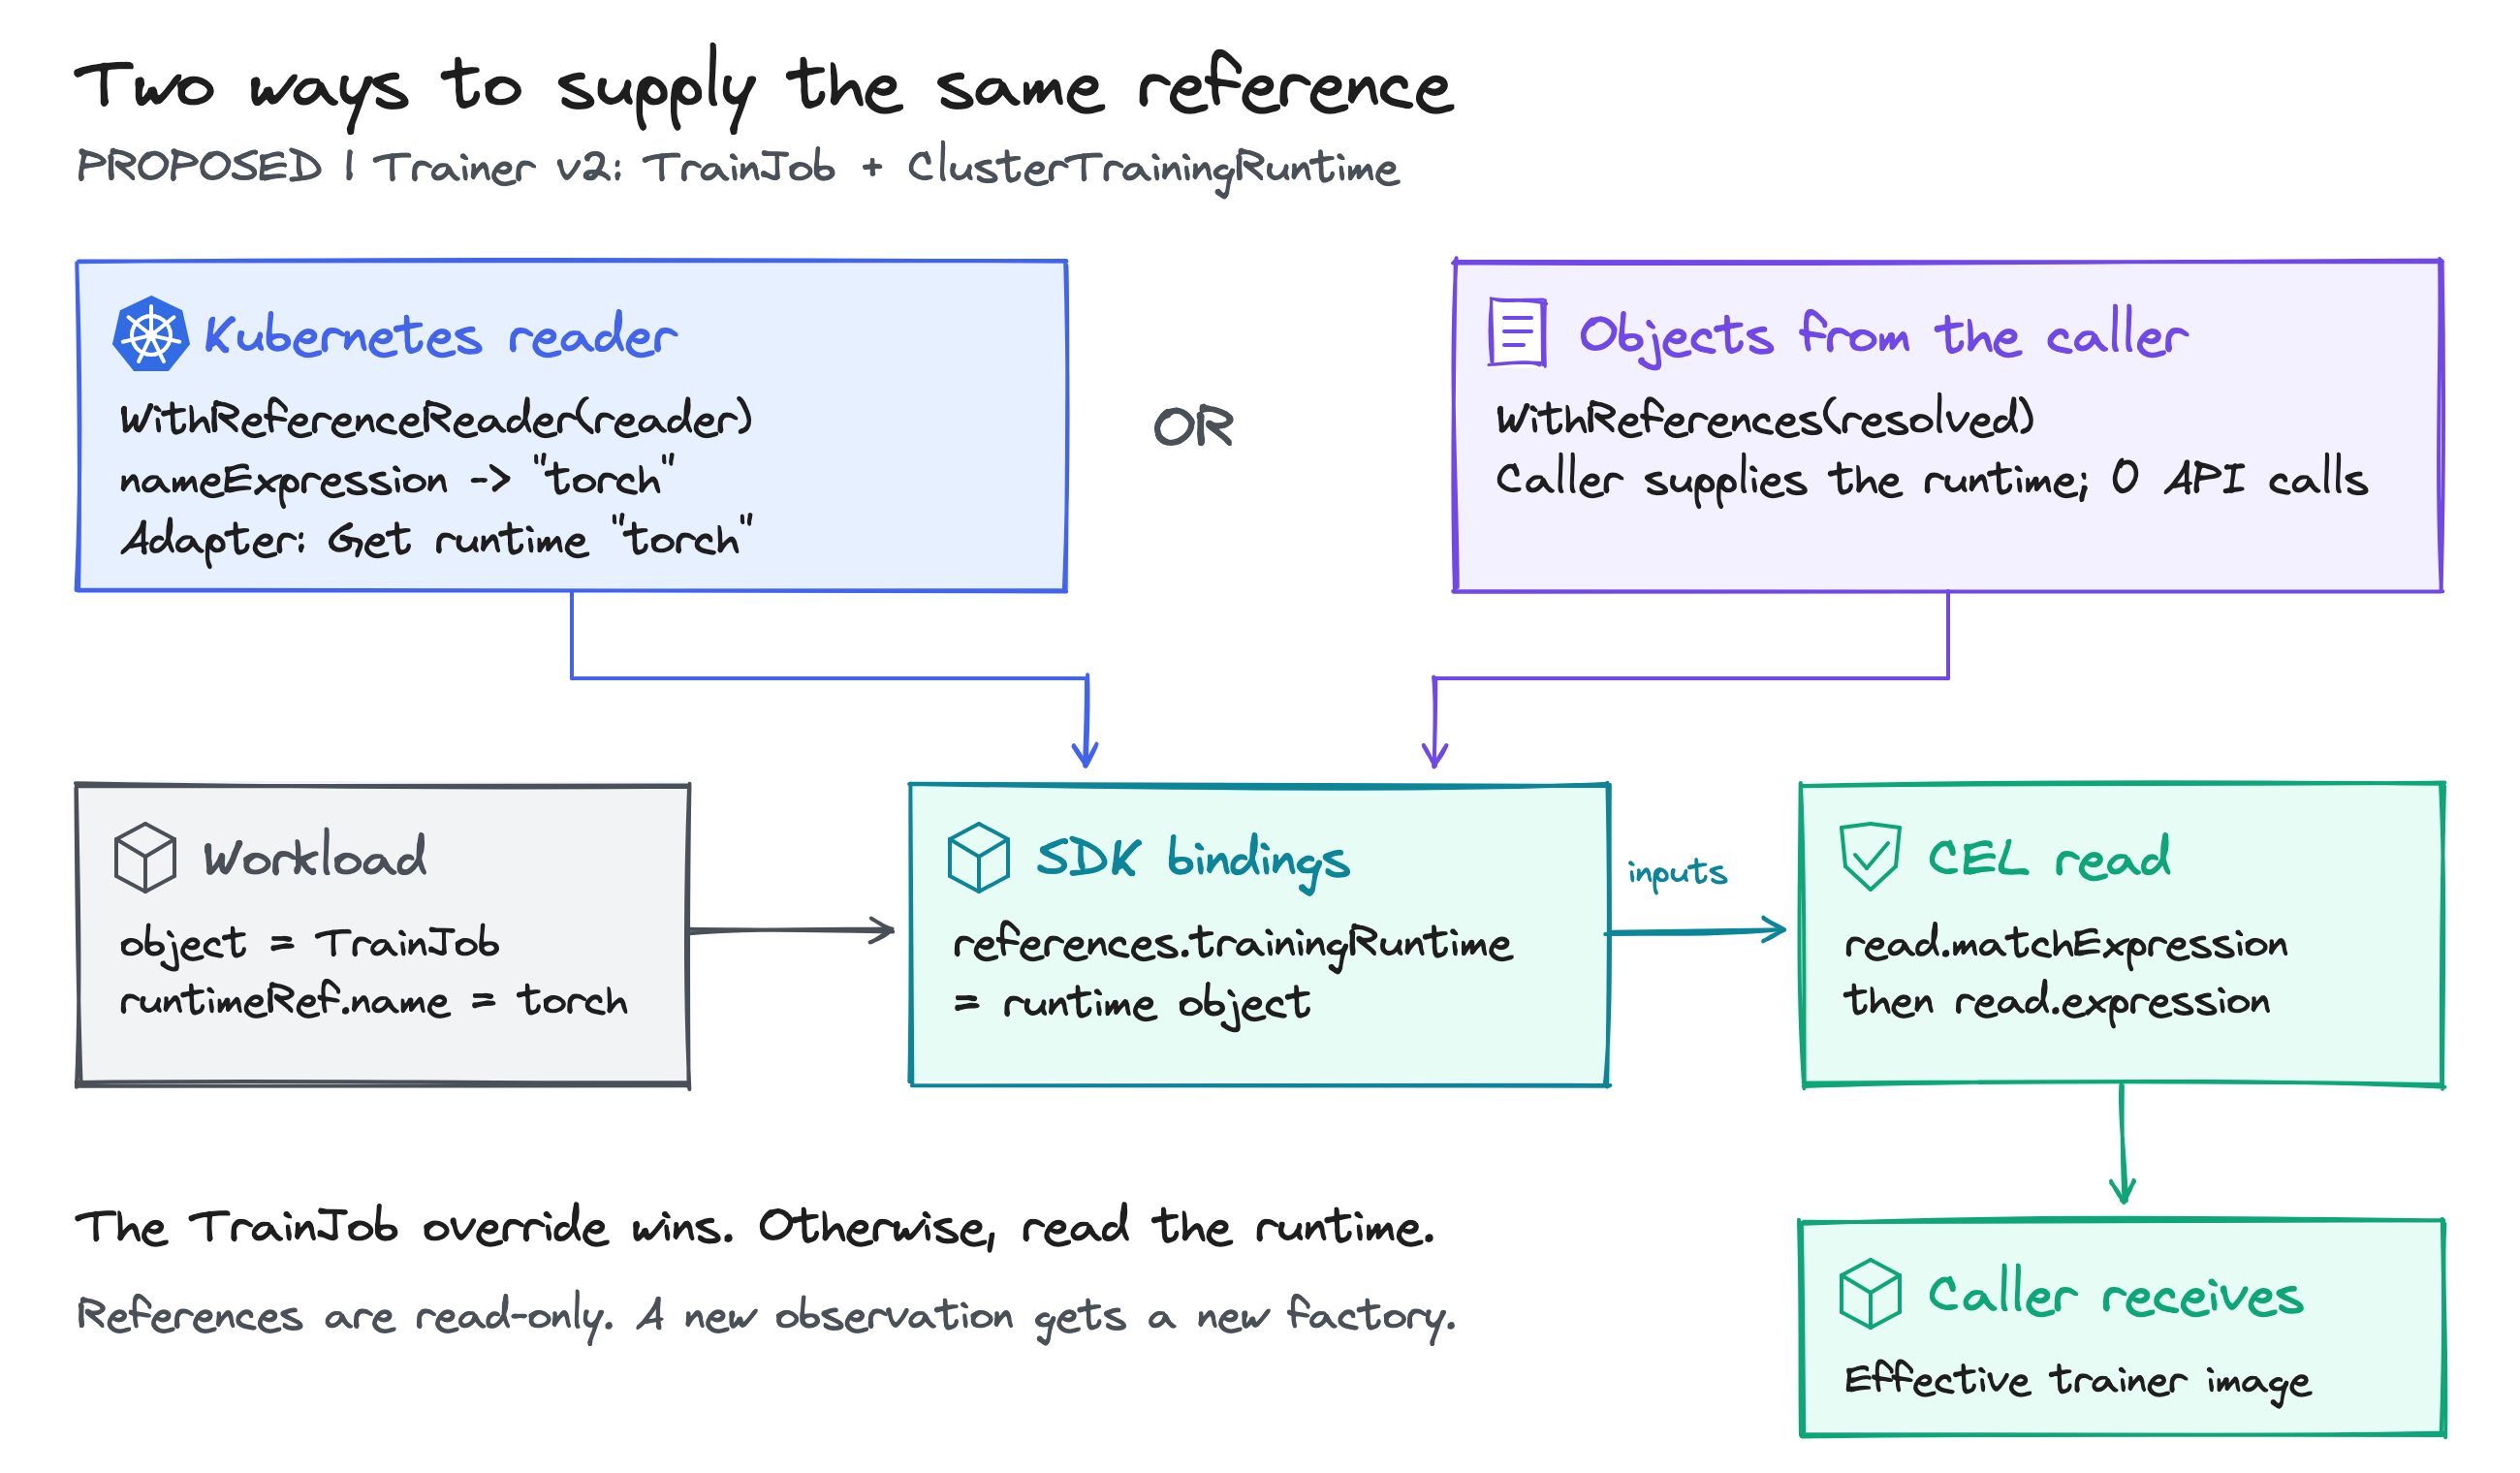 Two ways to supply the same reference
PROPOSED | Trainer v2: TrainJob + ClusterTrainingRuntime
Kubernetes reader
WithReferenceReader(reader)
nameExpression -> "torch"
Adapter: Get runtime "torch"
OR
Objects from the caller
WithReferences(resolved)
Caller supplies the runtime; 0 API calls
Workload
object = TrainJob
runtimeRef.name = torch
SDK bindings
references.trainingRuntime
= runtime object
inputs
CEL read
read.matchExpression
then read.expression
The TrainJob override wins. Otherwise, read the runtime.
References are read-only. A new observation gets a new factory.
Caller receives
Effective trainer image